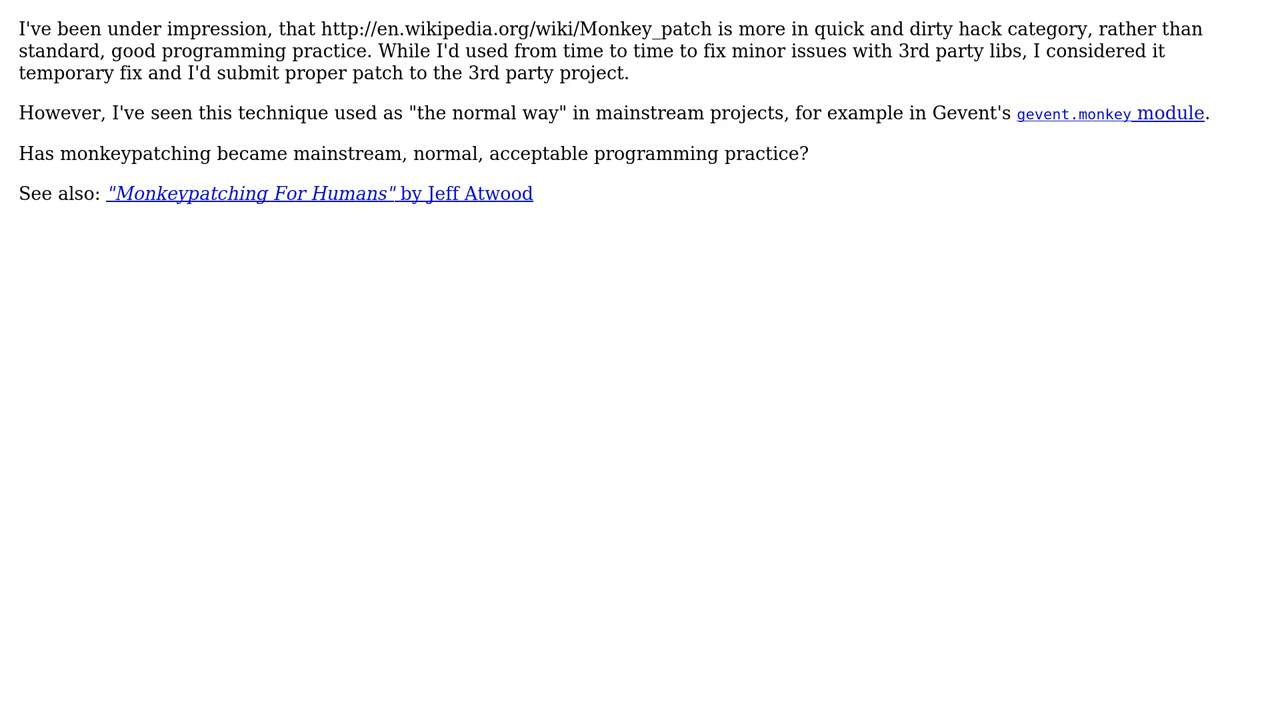 I've been under impression, that http://en.wikipedia.org/wiki/Monkey_patch is more in quick and dirty hack category, rather than
standard, good programming practice. While I'd used from time to time to fix minor issues with 3rd party libs, I considered it
temporary fix and I'd submit proper patch to the 3rd party project.
However, I've seen this technique used as "the normal way" in mainstream projects, for example in Gevent's gevent.monkey module.
Has monkeypatching became mainstream, normal, acceptable programming practice?
See also: "Monkeypatching For Humans" by Jeff Atwood